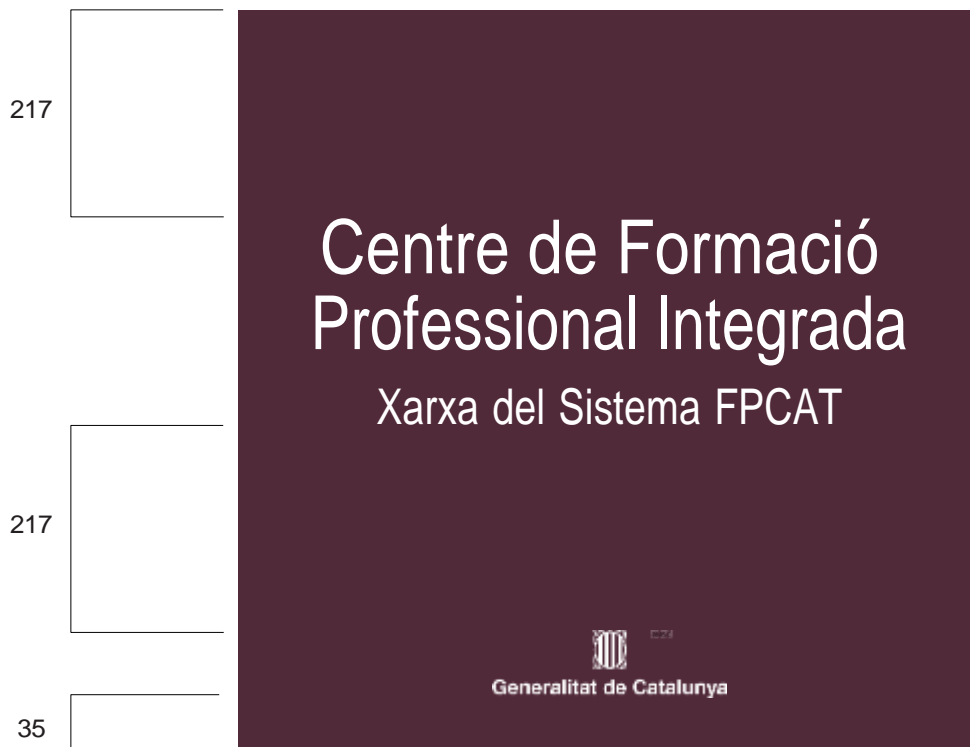 217
Centre de Formació
Professional Integrada
Xarxa del Sistema FPCAT
217
Generalitat de Catalunya
35